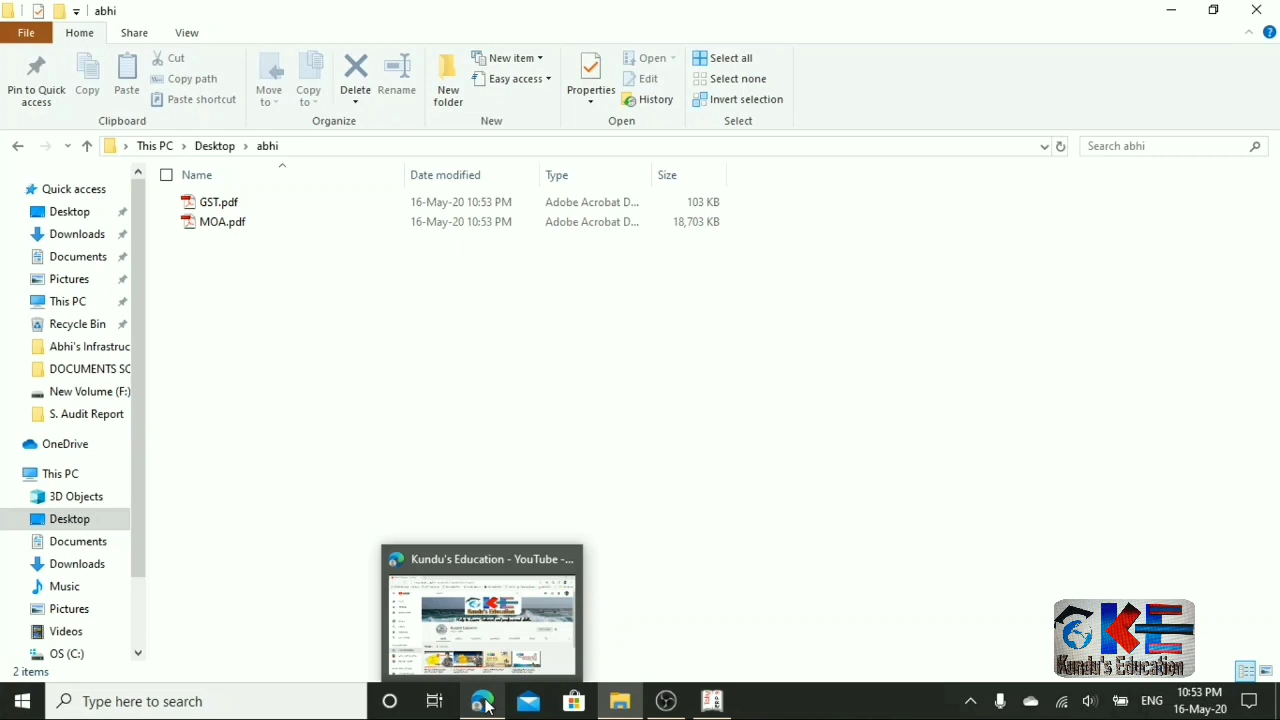 abhi
File Home Share View
Pin to Quick access
Copy
Paste
Cut
Copy path
Paste shortcut
Clipboard
Move to
Copy to
Delete
Rename
Organize
New folder
New item
Easy access
New
Properties
Open
Edit
History
Open
Select all
Select none
Invert selection
Select
This PC Desktop abhi
Search abhi
Name Date modified Type Size
GST.pdf 16-May-20 10:53 PM Adobe Acrobat D... 103 KB
MOA.pdf 16-May-20 10:53 PM Adobe Acrobat D... 18,703 KB
Quick access
Desktop
Downloads
Documents
Pictures
This PC
Recycle Bin
Abhi's Infrastruc
DOCUMENTS SC
New Volume (F:)
S. Audit Report
OneDrive
This PC
3D Objects
Desktop
Documents
Downloads
Music
Pictures
Videos
OS (C:)
2 items
Kundu's Education - YouTube -...
Kundu's Education
KE
Kundu's Education
Type here to search
ENG
10:53 PM
16-May-20